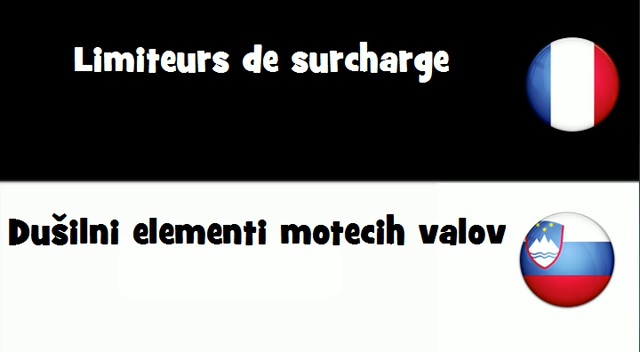 Limiteurs de surcharge
Dušilni elementi motecih valov